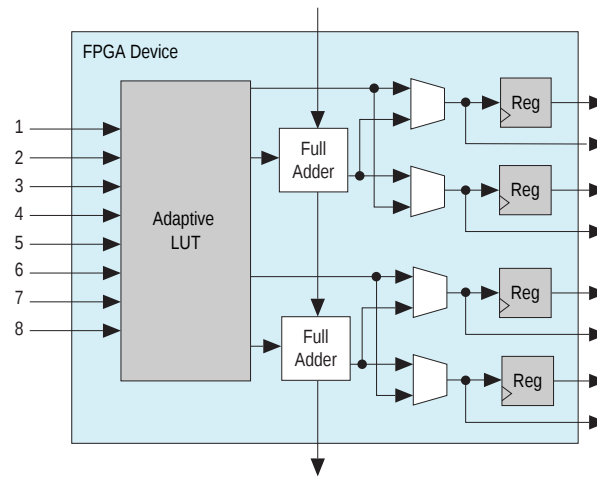 FPGA Device
1
2
3
4
5
6
7
8
Adaptive
LUT
Full
Adder
Full
Adder
Reg
Reg
Reg
Reg